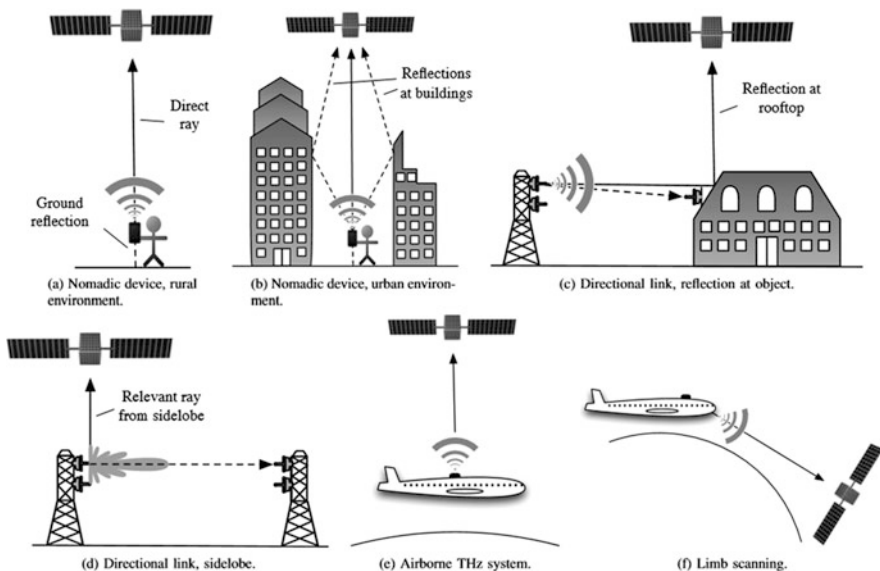 Direct
ray
Ground
reflection
(a) Nomadic device, rural
environment.
Reflections
at buildings
(b) Nomadic device, urban environ-
ment.
Reflection at
rooftop
(c) Directional link, reflection at object.
Relevant ray
from sidelobe
(d) Directional link, sidelobe.
(e) Airborne THz system.
(f) Limb scanning.